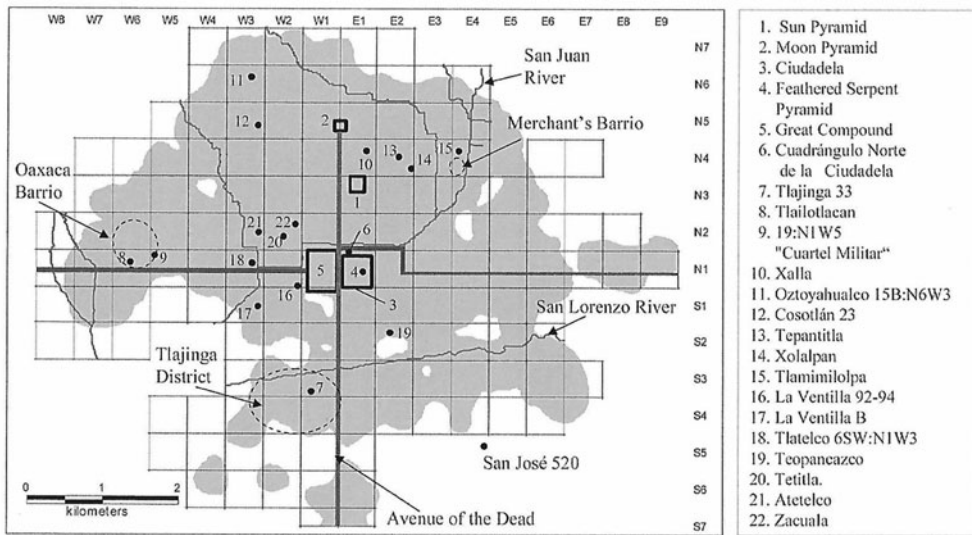 W8 W7 W6 W5 W4 W3 W2 W1 E1 E2 E3 E4 E5 E6 E7 E8 E9
N7
San Juan
River
11
N6
12
2
N5
Merchant's Barrio
10
13
14
15
N4
Oaxaca
Barrio
1
N3
21
22
20
6
N2
8
9
18
5
4
N1
16
3
17
San Lorenzo River
S1
19
S2
Tlajinga
District
7
S3
S4
San José 520
S5
0 1 2
kilometers
S6
Avenue of the Dead
S7
1. Sun Pyramid
2. Moon Pyramid
3. Ciudadela
4. Feathered Serpent
Pyramid
5. Great Compound
6. Cuadrángulo Norte
de la Ciudadela
7. Tlajinga 33
8. Tlailotlacan
9. 19:N1W5
"Cuartel Militar“
10. Xalla
11. Oztoyahualco 15B:N6W3
12. Cosotlán 23
13. Tepantitla
14. Xolalpan
15. Tlamimilolpa
16. La Ventilla 92-94
17. La Ventilla B
18. Tlatelco 6SW:N1W3
19. Teopancazco
20. Tetitla.
21. Atetelco
22. Zacuala